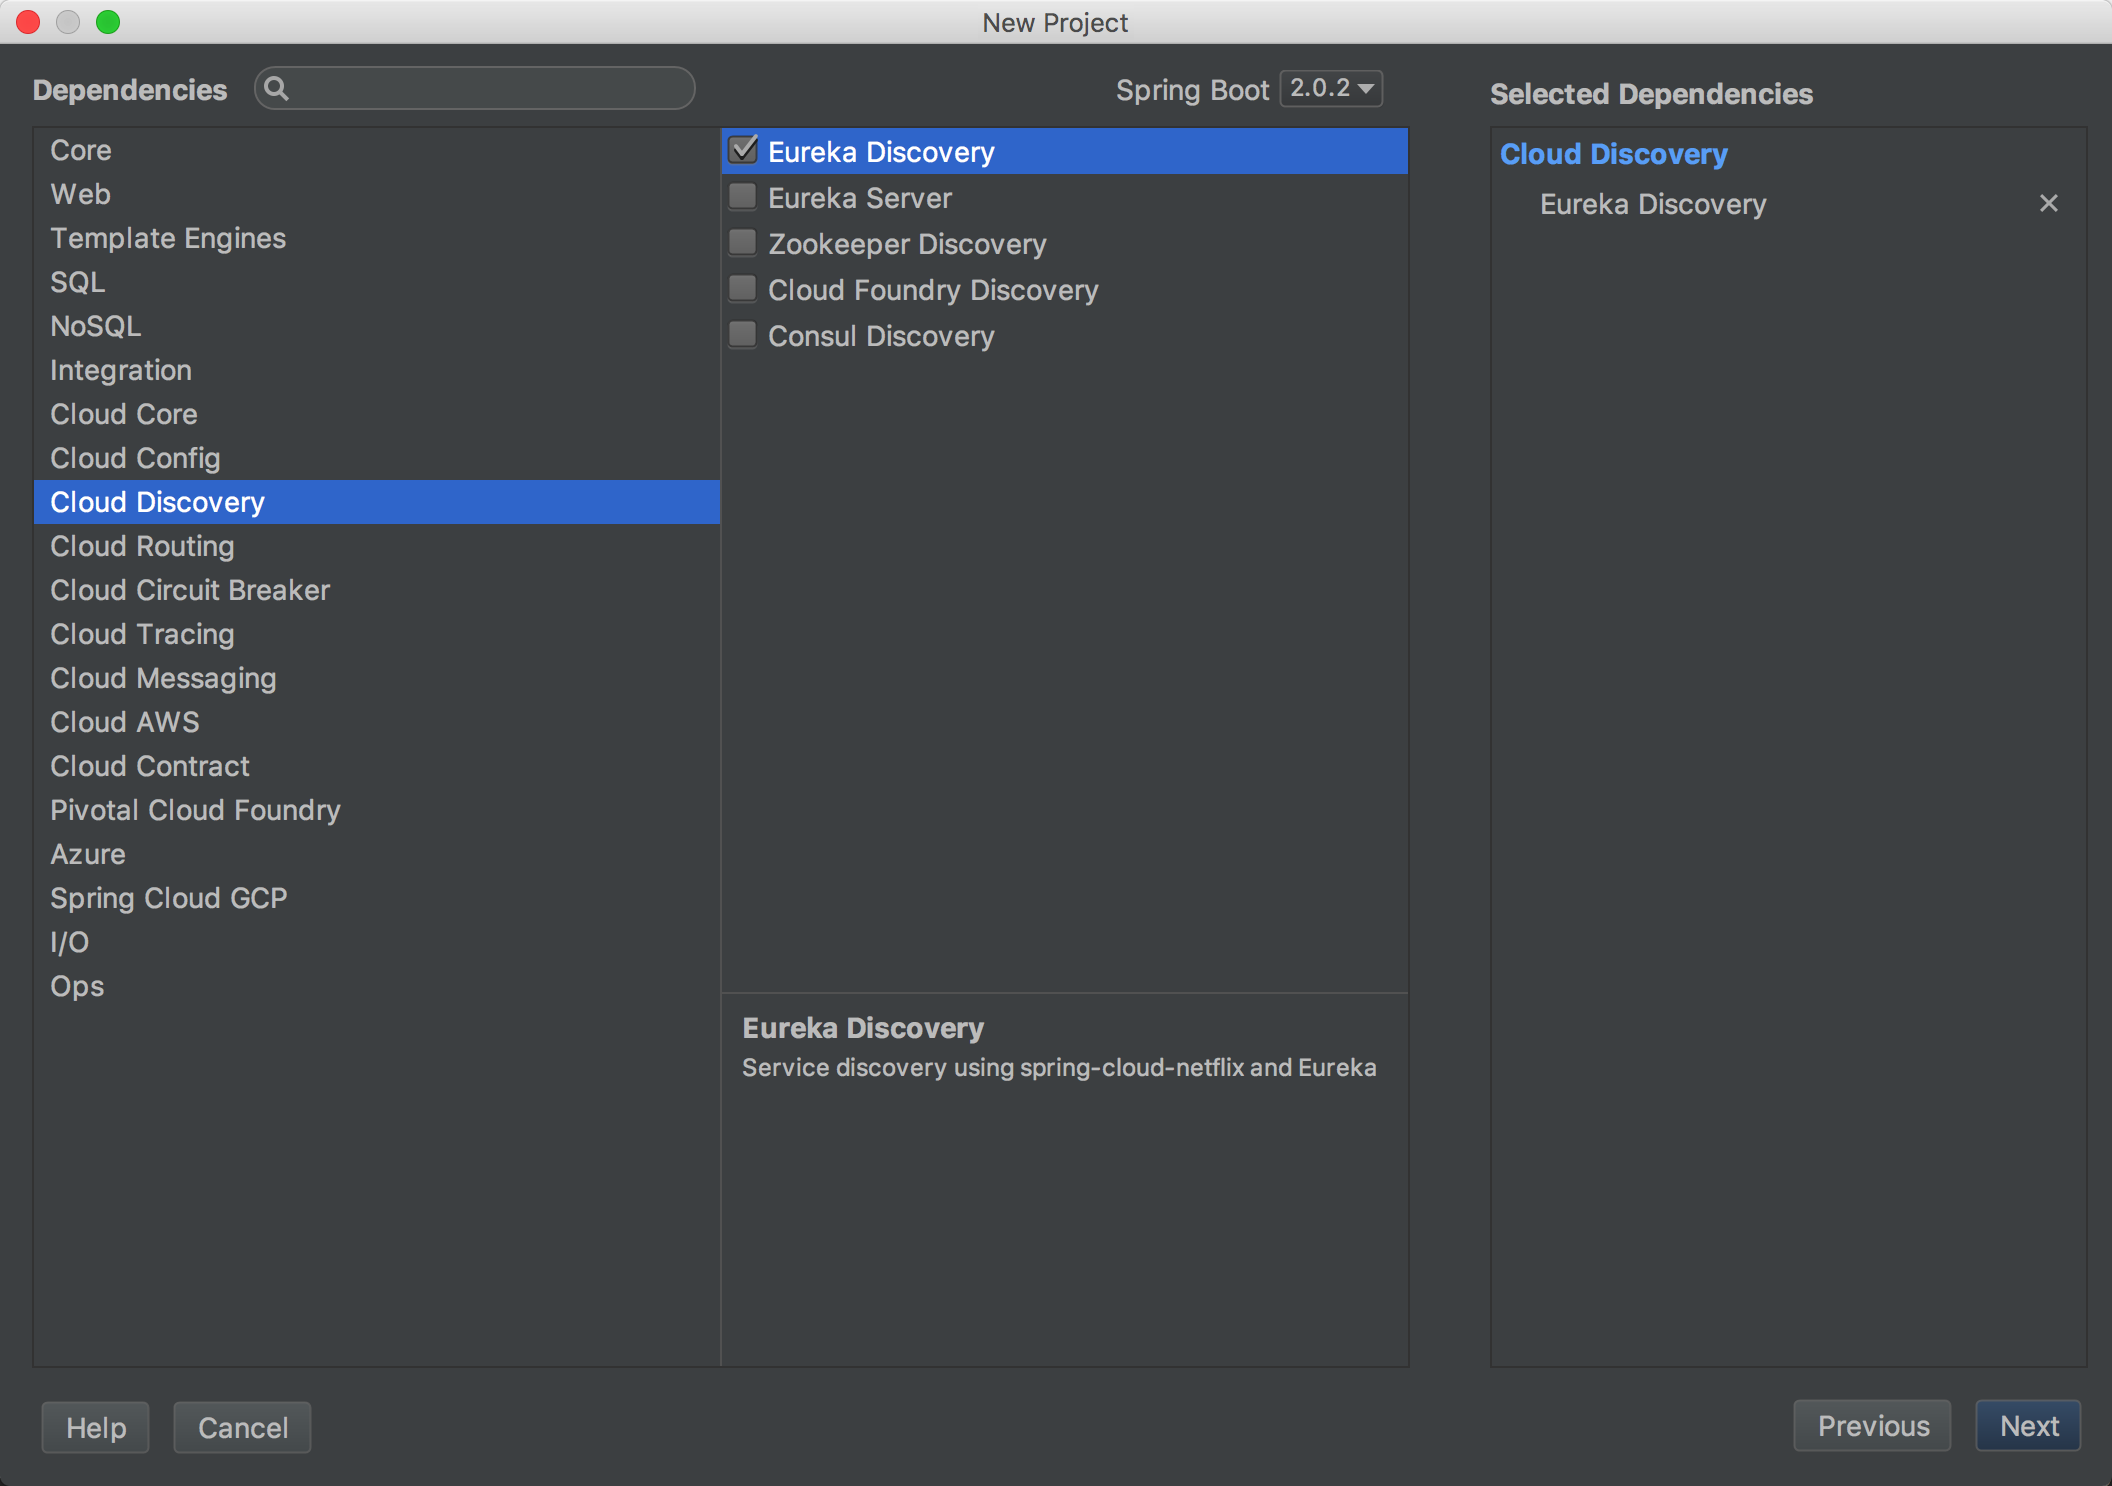 New Project
Dependencies
Spring Boot 2.0.2
Selected Dependencies
Core
Web
Template Engines
SQL
NoSQL
Integration
Cloud Core
Cloud Config
Cloud Discovery
Cloud Routing
Cloud Circuit Breaker
Cloud Tracing
Cloud Messaging
Cloud AWS
Cloud Contract
Pivotal Cloud Foundry
Azure
Spring Cloud GCP
I/O
Ops
Eureka Discovery
Eureka Server
Zookeeper Discovery
Cloud Foundry Discovery
Consul Discovery
Eureka Discovery
Service discovery using spring-cloud-netflix and Eureka
Cloud Discovery
Eureka Discovery
Help
Cancel
Previous
Next